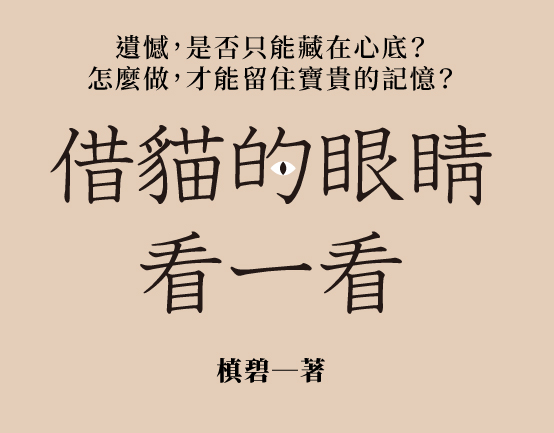 遺憾，是否只能藏在心底？
怎麼做，才能留住寶貴的記憶？
借貓的眼睛
看一看
槙碧—著